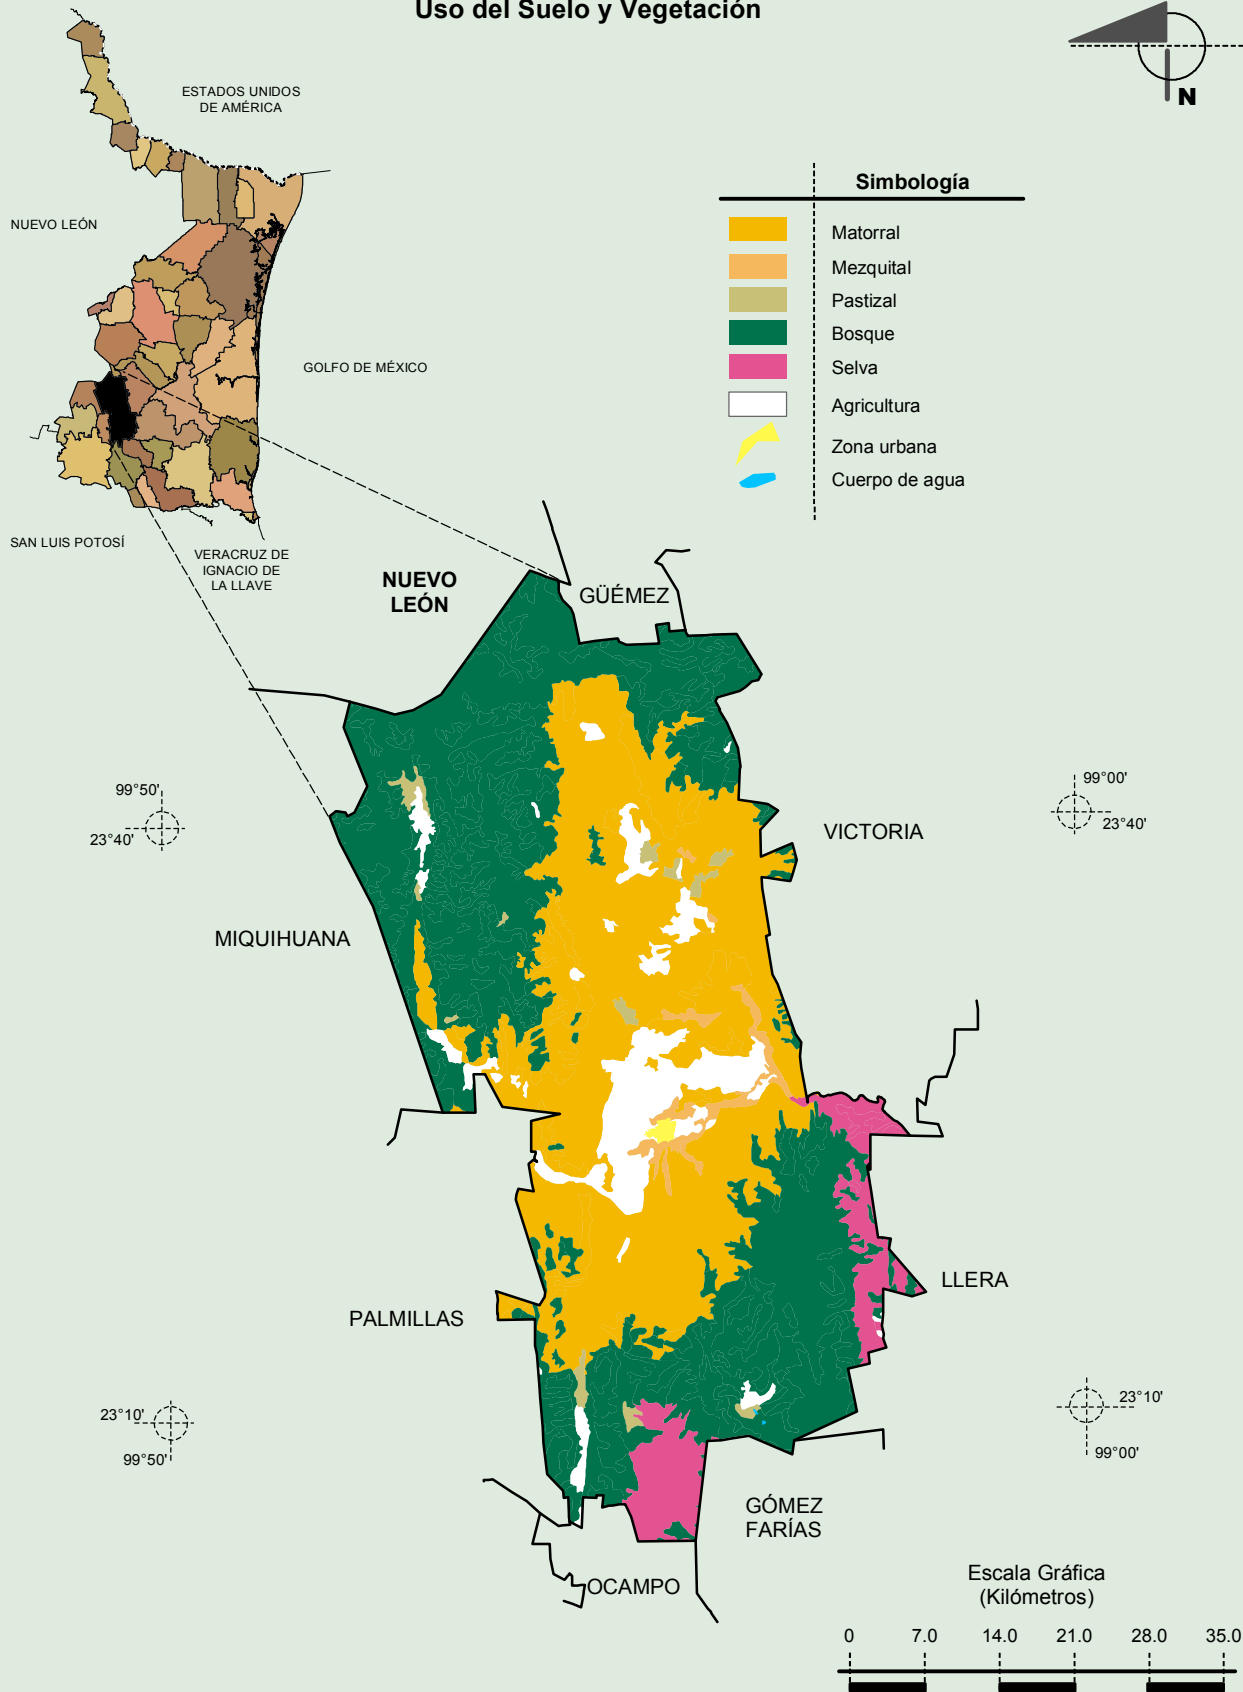 Uso del Suelo y Vegetación
N
ESTADOS UNIDOS
DE AMÉRICA
NUEVO LEÓN
GOLFO DE MÉXICO
SAN LUIS POTOSÍ
VERACRUZ DE
IGNACIO DE
LA LLAVE
Simbología
Matorral
Mezquital
Pastizal
Bosque
Selva
Agricultura
Zona urbana
Cuerpo de agua
NUEVO
LEÓN
GÜÉMEZ
99°50'
23°40'
99°00'
23°40'
VICTORIA
MIQUIHUANA
LLERA
PALMILLAS
23°10'
99°50'
23°10'
99°00'
GÓMEZ
FARÍAS
OCAMPO
Escala Gráfica
(Kilómetros)
0 7.0 14.0 21.0 28.0 35.0